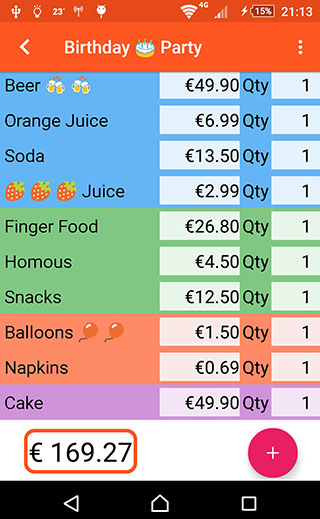 23° 4G 15% 21:13
Birthday 🎂 Party
Beer 🍻 🍻 €49.90 Qty 1
Orange Juice €6.99 Qty 1
Soda €13.50 Qty 1
🍓 🍓 🍓 Juice €2.99 Qty 1
Finger Food €26.80 Qty 1
Homous €4.50 Qty 1
Snacks €12.50 Qty 1
Balloons 🎈 🎈 €1.50 Qty 1
Napkins €0.69 Qty 1
Cake €49.90 Qty 1
€ 169.27
+